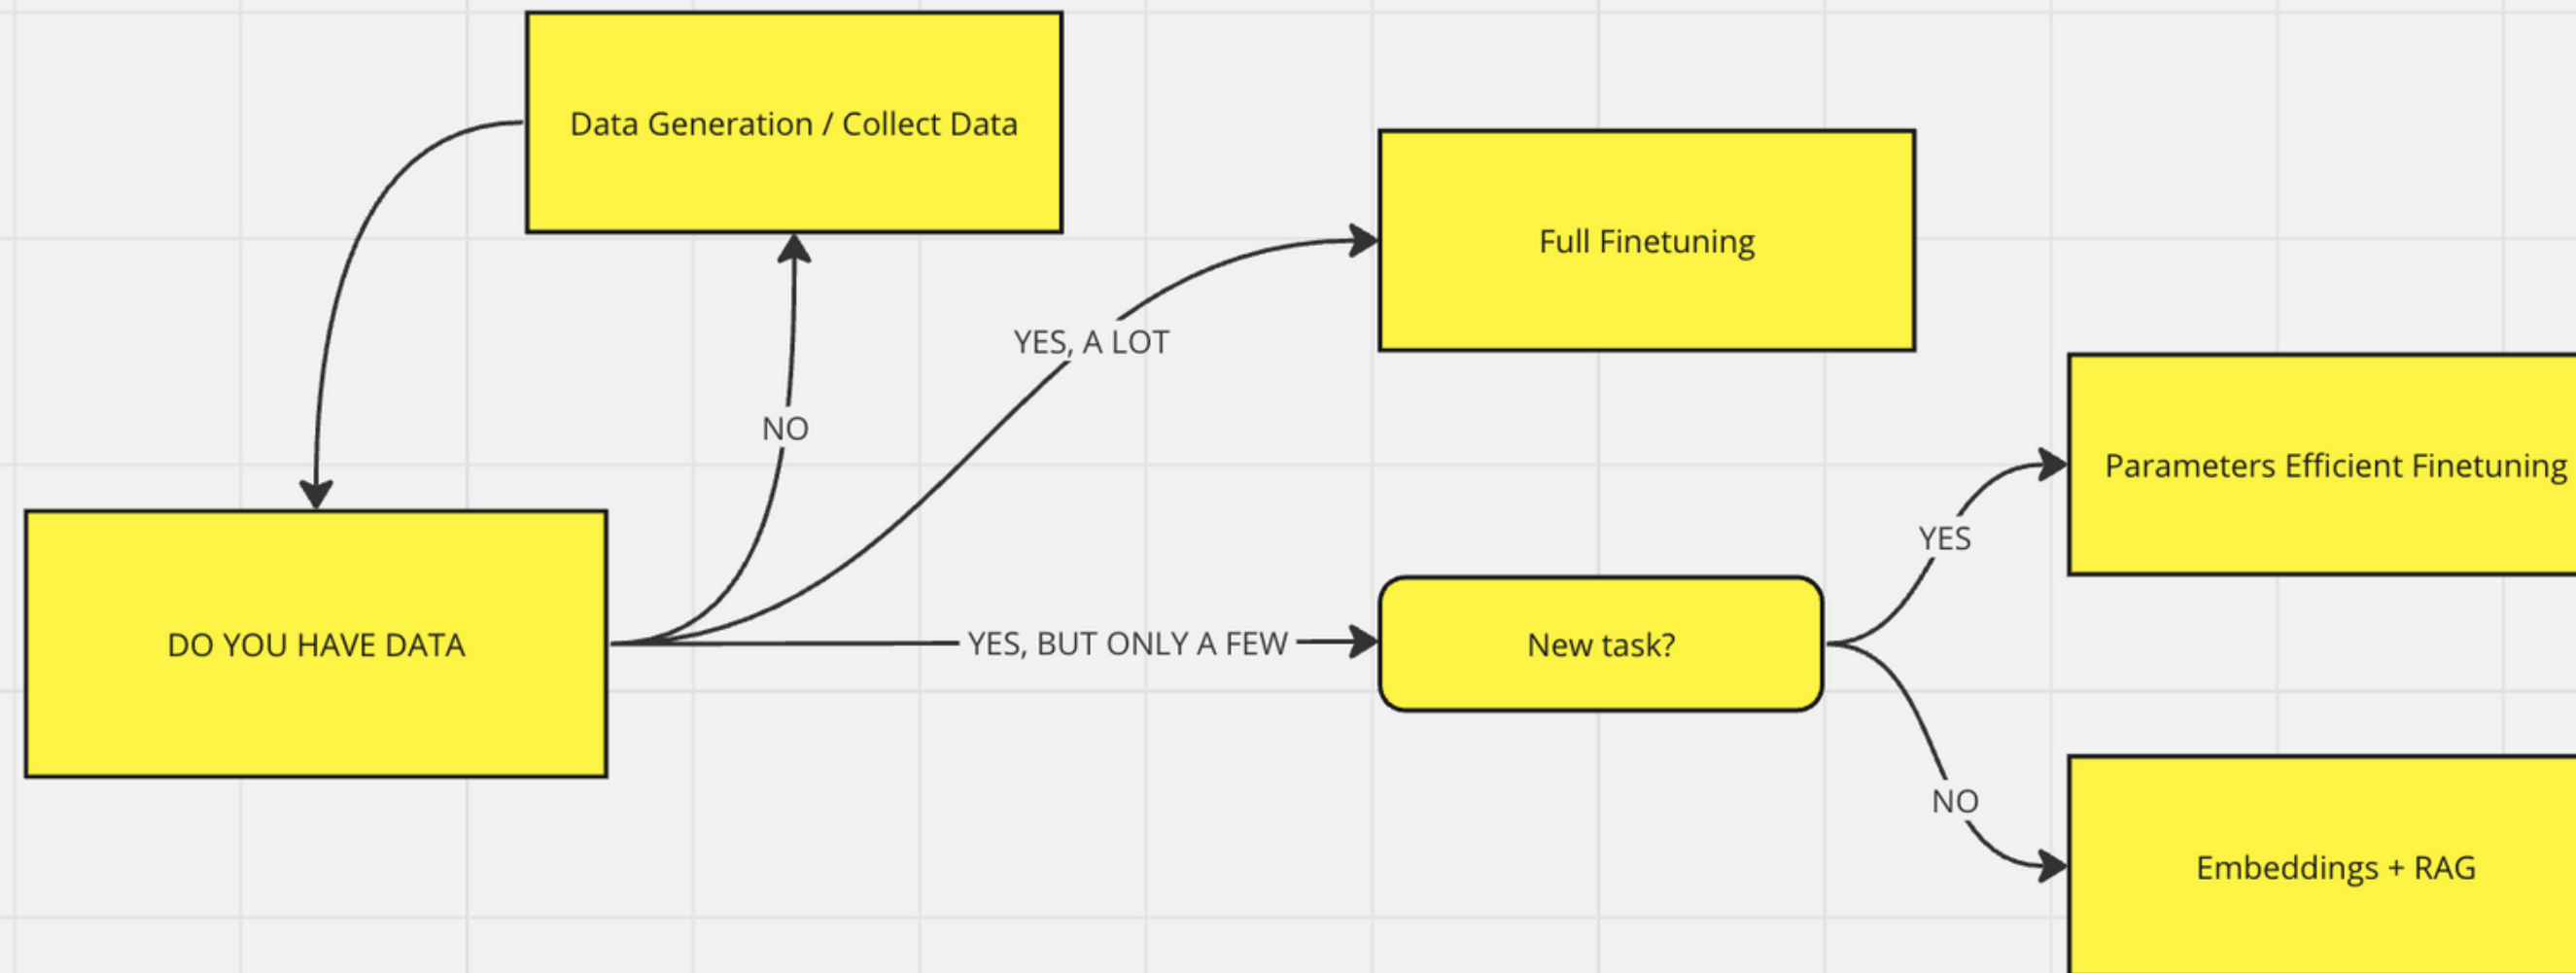 Data Generation / Collect Data
Full Finetuning
YES, A LOT
NO
Parameters Efficient Finetuning
YES
DO YOU HAVE DATA
YES, BUT ONLY A FEW
New task?
NO
Embeddings + RAG